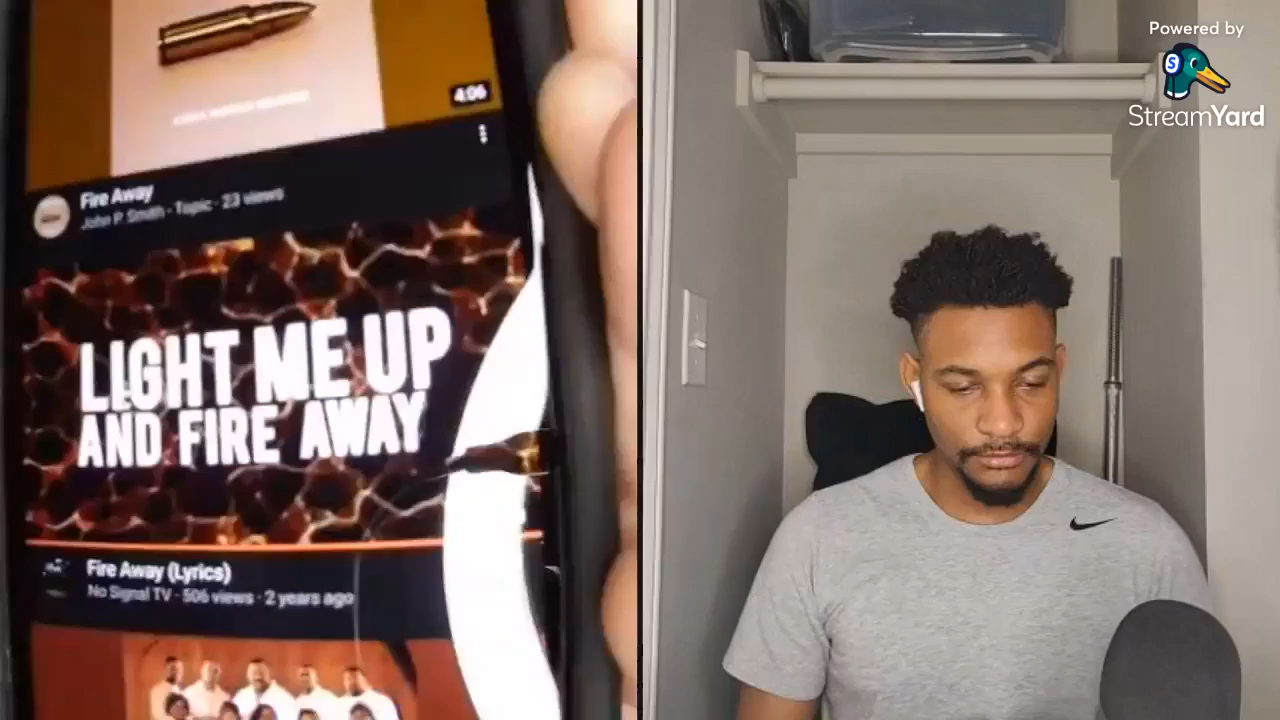 4:06
Fire Away
John P. Smith - Topic · 23 views
LIGHT ME UP
AND FIRE AWAY
Fire Away (Lyrics)
No Signal TV · 506 views · 2 years ago
Powered by
S
StreamYard